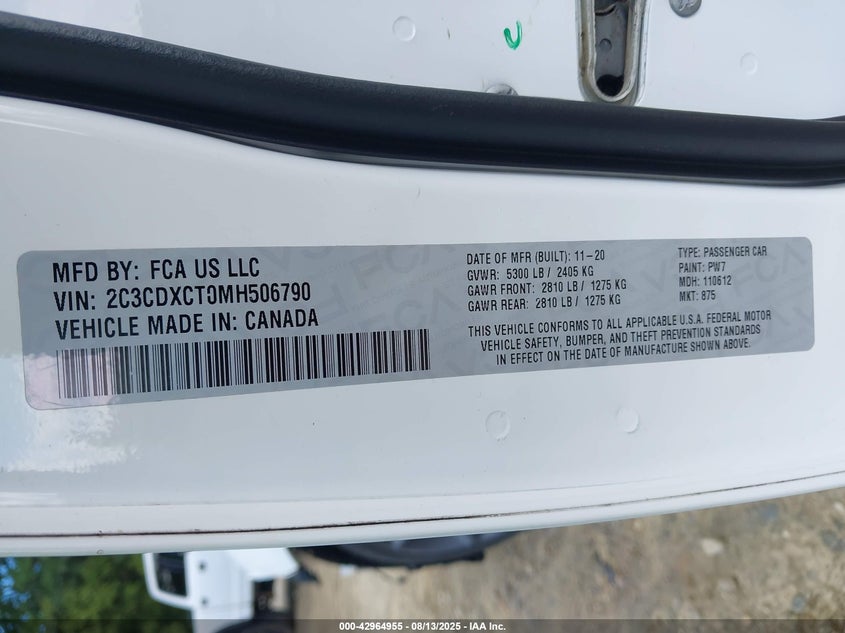 MFD BY: FCA US LLC
VIN: 2C3CDXCT0MH506790
VEHICLE MADE IN: CANADA
DATE OF MFR (BUILT): 11-20
GVWR: 5300 LB / 2405 KG
GAWR FRONT: 2810 LB / 1275 KG
GAWR REAR: 2810 LB / 1275 KG
TYPE: PASSENGER CAR
PAINT: PW7
MDH: 110612
MKT: 875
THIS VEHICLE CONFORMS TO ALL APPLICABLE U.S.A. FEDERAL MOTOR
VEHICLE SAFETY, BUMPER, AND THEFT PREVENTION STANDARDS
IN EFFECT ON THE DATE OF MANUFACTURE SHOWN ABOVE.
000-42964955 - 08/13/2025 - IAA Inc.